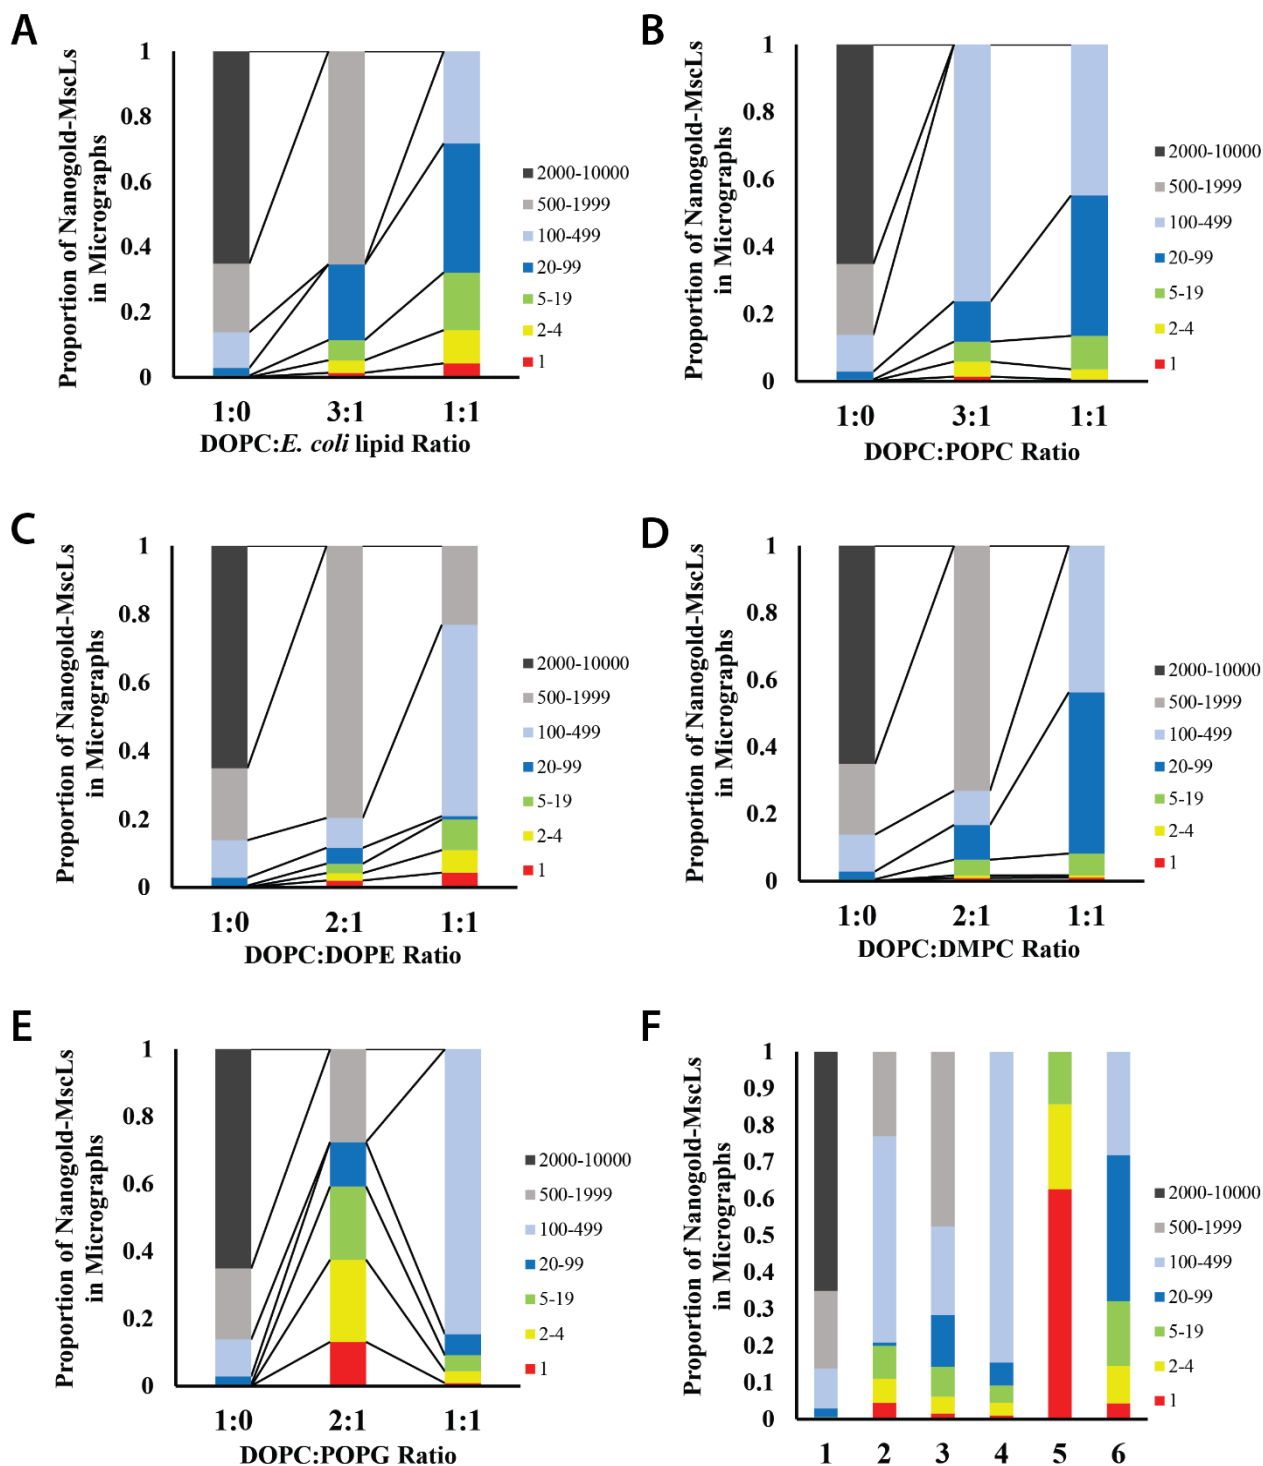 A
Proportion of Nanogold-MscLs
in Micrographs
1
0.8
0.6
0.4
0.2
0
1:0 3:1 1:1
DOPC:E. coli lipid Ratio
2000-10000
500-1999
100-499
20-99
5-19
2-4
1
B
Proportion of Nanogold-MscLs
in Micrographs
1
0.8
0.6
0.4
0.2
0
1:0 3:1 1:1
DOPC:POPC Ratio
2000-10000
500-1999
100-499
20-99
5-19
2-4
1
C
Proportion of Nanogold-MscLs
in Micrographs
1
0.8
0.6
0.4
0.2
0
1:0 2:1 1:1
DOPC:DOPE Ratio
2000-10000
500-1999
100-499
20-99
5-19
2-4
1
D
Proportion of Nanogold-MscLs
in Micrographs
1
0.8
0.6
0.4
0.2
0
1:0 2:1 1:1
DOPC:DMPC Ratio
2000-10000
500-1999
100-499
20-99
5-19
2-4
1
E
Proportion of Nanogold-MscLs
in Micrographs
1
0.8
0.6
0.4
0.2
0
1:0 2:1 1:1
DOPC:POPG Ratio
2000-10000
500-1999
100-499
20-99
5-19
2-4
1
F
Proportion of Nanogold-MscLs
in Micrographs
1
0.9
0.8
0.7
0.6
0.5
0.4
0.3
0.2
0.1
0
1 2 3 4 5 6
2000-10000
500-1999
100-499
20-99
5-19
2-4
1